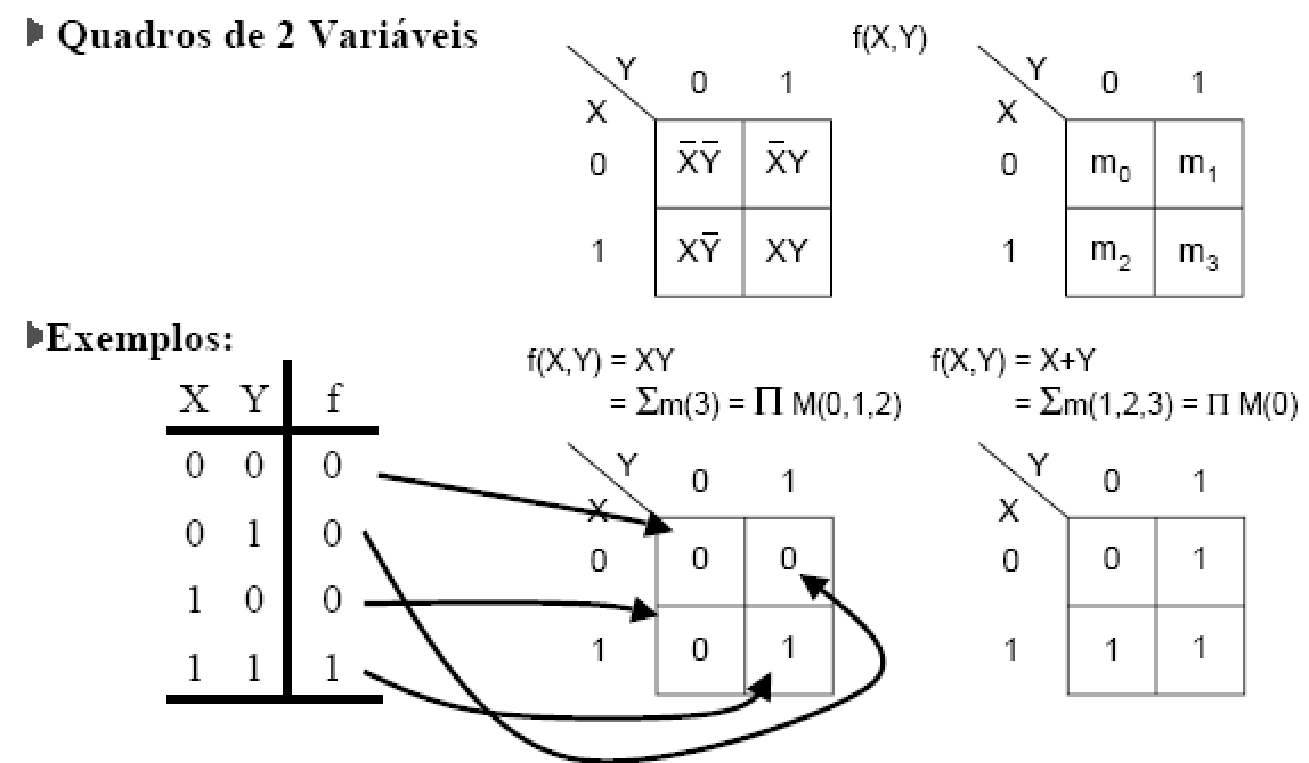 Quadros de 2 Variáveis
f(X,Y)
Y 0 1
X
0 X̅Y̅ X̅Y
1 XY̅ XY
Y 0 1
X
0 m₀ m₁
1 m₂ m₃
Exemplos:
X Y f
0 0 0
0 1 0
1 0 0
1 1 1
f(X,Y) = XY
= Σm(3) = Π M(0,1,2)
Y 0 1
X
0 0 0
1 0 1
f(X,Y) = X+Y
= Σm(1,2,3) = Π M(0)
Y 0 1
X
0 0 1
1 1 1